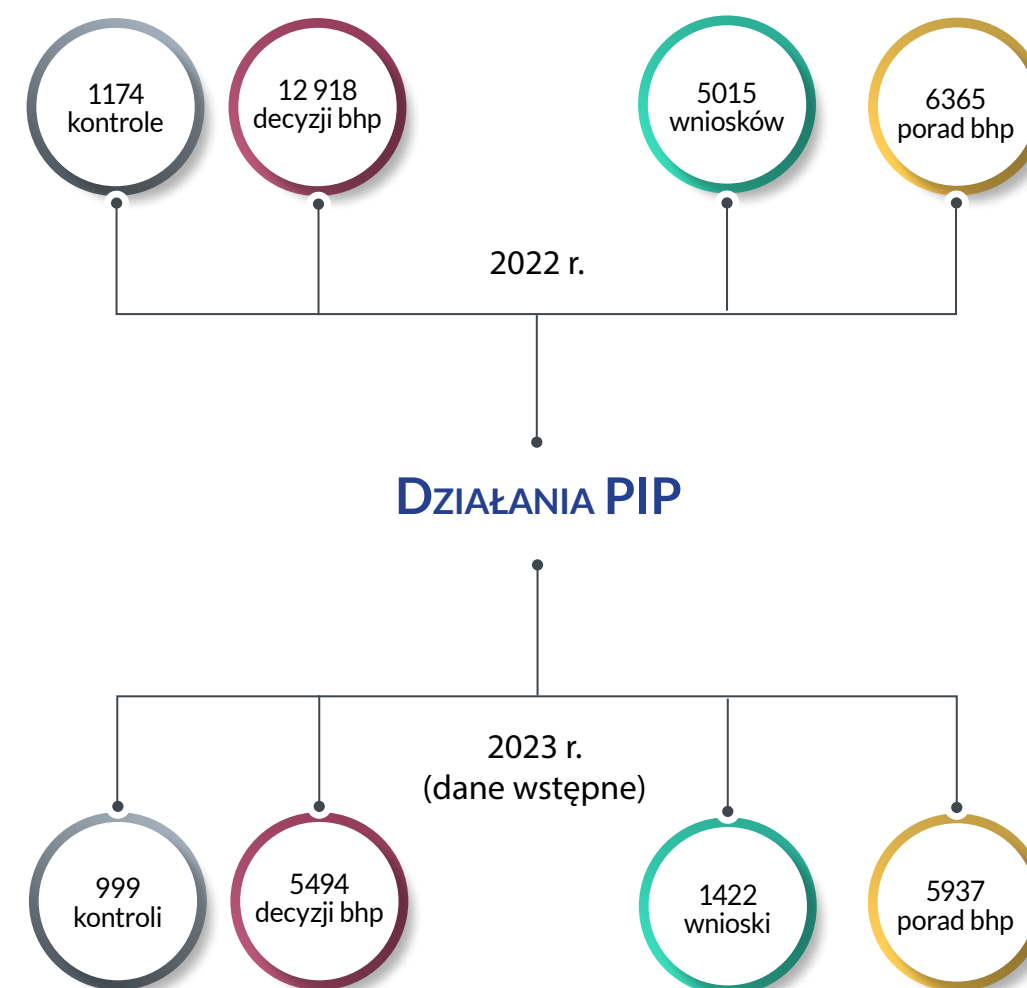 1174
kontrole
12 918
decyzji bhp
5015
wniosków
6365
porad bhp
2022 r.
Działania PIP
2023 r.
(dane wstępne)
999
kontroli
5494
decyzji bhp
1422
wnioski
5937
porad bhp